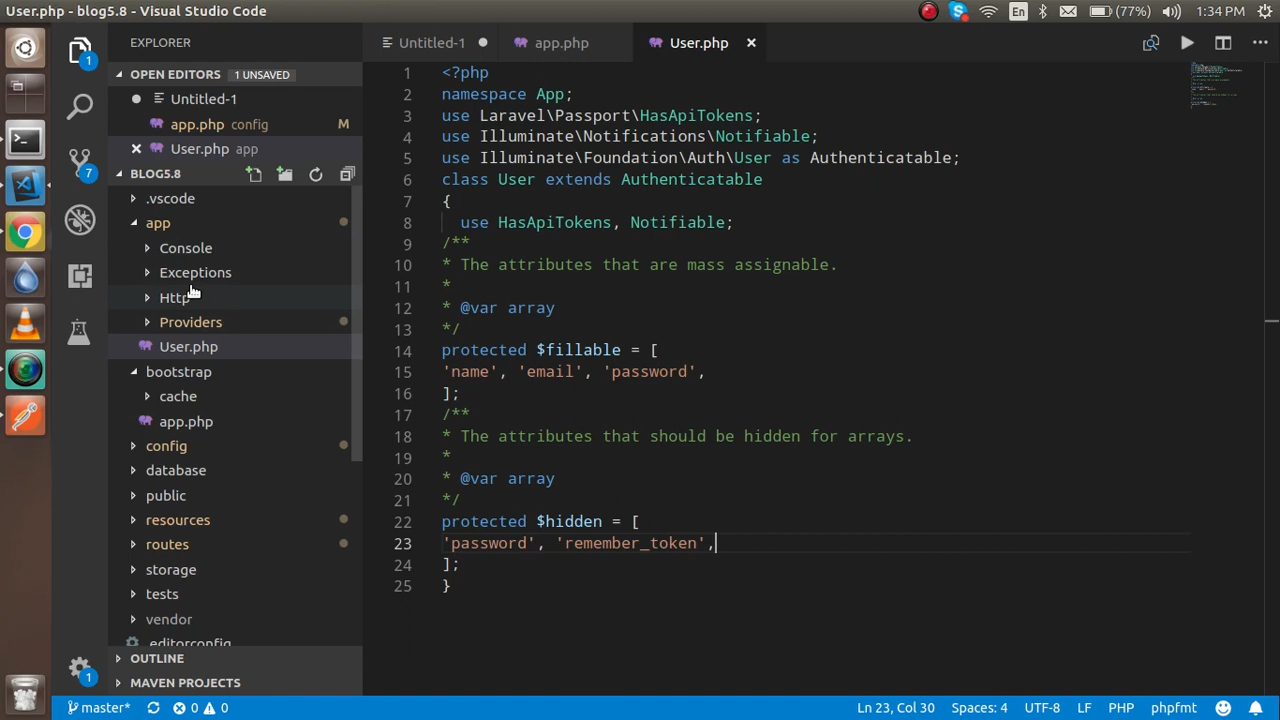 User.php - blog5.8 - Visual Studio Code
En
(77%)
1:34 PM
EXPLORER
OPEN EDITORS 1 UNSAVED
Untitled-1
app.php config M
User.php app
BLOG5.8
.vscode
app
Console
Exceptions
Http
Providers
User.php
bootstrap
cache
app.php
config
database
public
resources
routes
storage
tests
vendor
.editorconfig
OUTLINE
MAVEN PROJECTS
1
7
1
Untitled-1
app.php
User.php
1 <?php
2 namespace App;
3 use Laravel\Passport\HasApiTokens;
4 use Illuminate\Notifications\Notifiable;
5 use Illuminate\Foundation\Auth\User as Authenticatable;
6 class User extends Authenticatable
7 {
8 use HasApiTokens, Notifiable;
9 /**
10 * The attributes that are mass assignable.
11 *
12 * @var array
13 */
14 protected $fillable = [
15 'name', 'email', 'password',
16 ];
17 /**
18 * The attributes that should be hidden for arrays.
19 *
20 * @var array
21 */
22 protected $hidden = [
23 'password', 'remember_token',
24 ];
25 }
master* 0 0
Ln 23, Col 30 Spaces: 4 UTF-8 LF PHP phpfmt